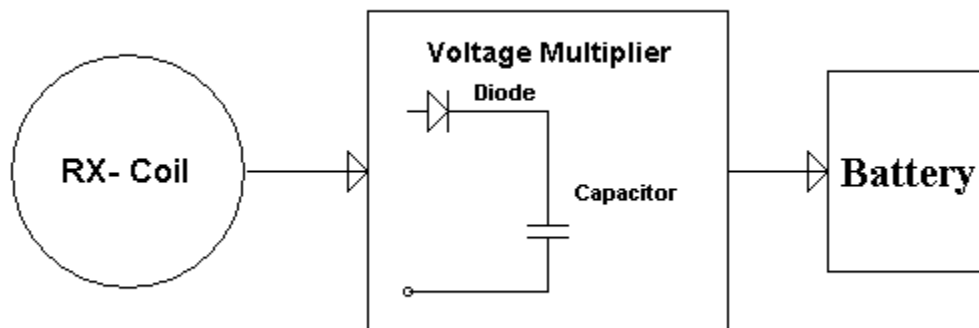 Voltage Multiplier
Diode
RX- Coil
Capacitor
Battery